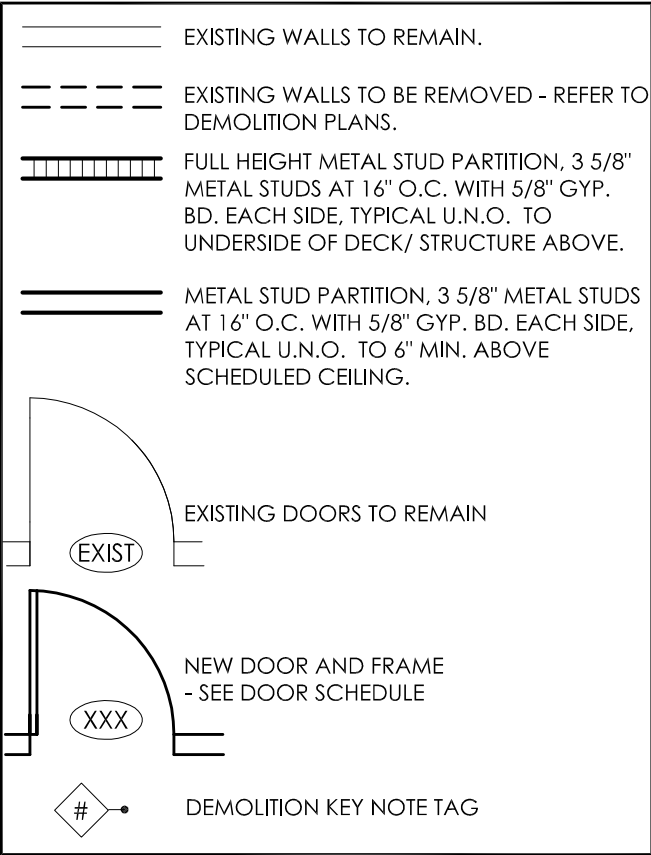 EXISTING WALLS TO REMAIN.
EXISTING WALLS TO BE REMOVED - REFER TO
DEMOLITION PLANS.
FULL HEIGHT METAL STUD PARTITION, 3 5/8"
METAL STUDS AT 16" O.C. WITH 5/8" GYP.
BD. EACH SIDE, TYPICAL U.N.O. TO
UNDERSIDE OF DECK/ STRUCTURE ABOVE.
METAL STUD PARTITION, 3 5/8" METAL STUDS
AT 16" O.C. WITH 5/8" GYP. BD. EACH SIDE,
TYPICAL U.N.O. TO 6" MIN. ABOVE
SCHEDULED CEILING.
EXISTING DOORS TO REMAIN
EXIST
NEW DOOR AND FRAME
- SEE DOOR SCHEDULE
XXX
# DEMOLITION KEY NOTE TAG